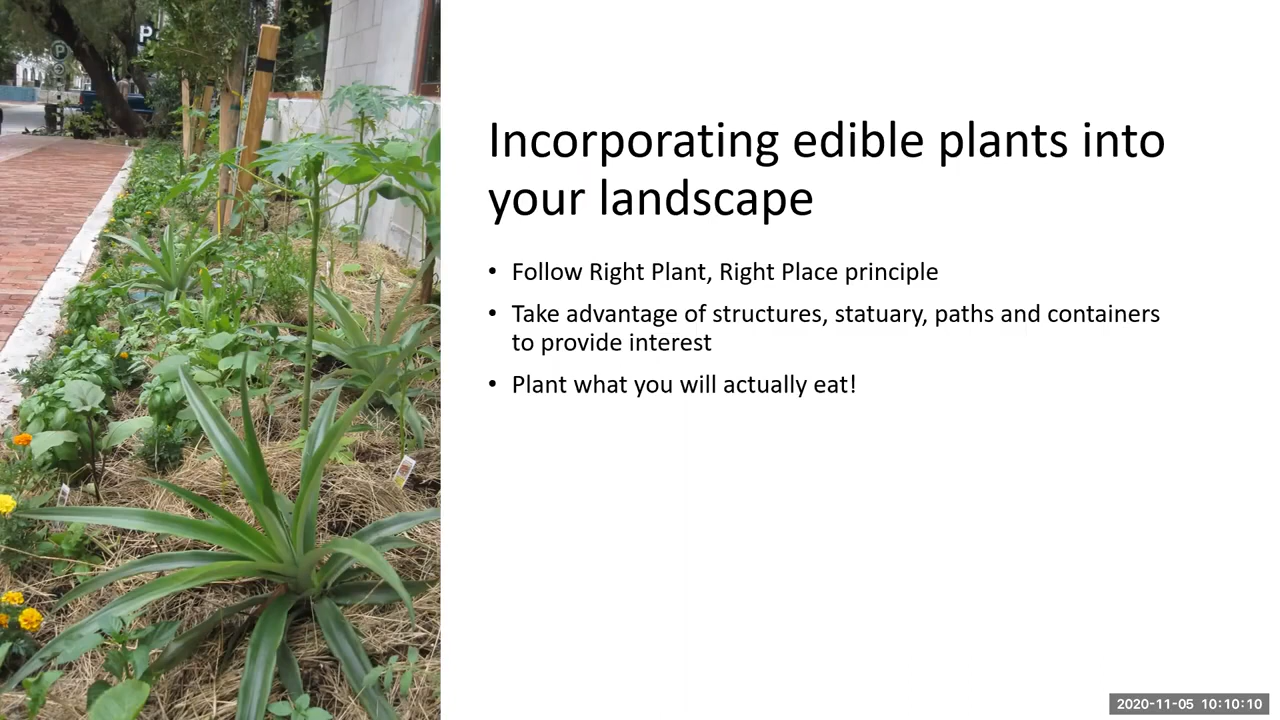 P
P
Incorporating edible plants into
your landscape
• Follow Right Plant, Right Place principle
• Take advantage of structures, statuary, paths and containers
to provide interest
• Plant what you will actually eat!
2020-11-05 10:10:10